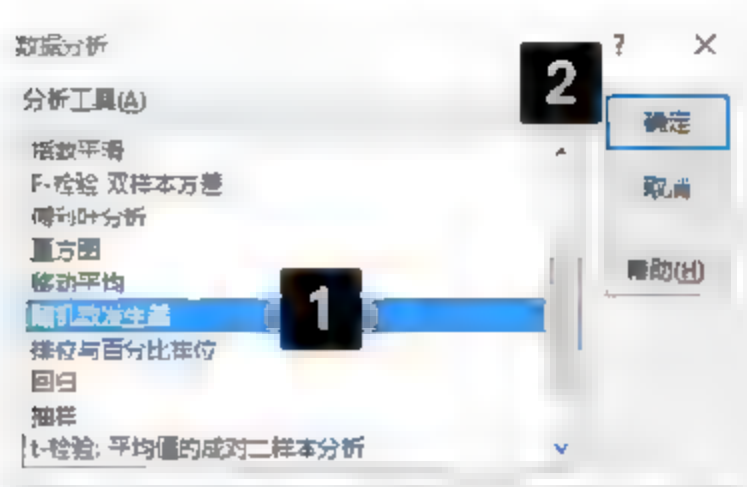 数据分析
?
×
2
分析工具(A)
确定
指数平滑
F-检验 双样本方差
取消
傅利叶分析
直方图
移动平均
帮助(H)
随机数发生器
1
排位与百分比排位
回归
抽样
t-检验: 平均值的成对二样本分析